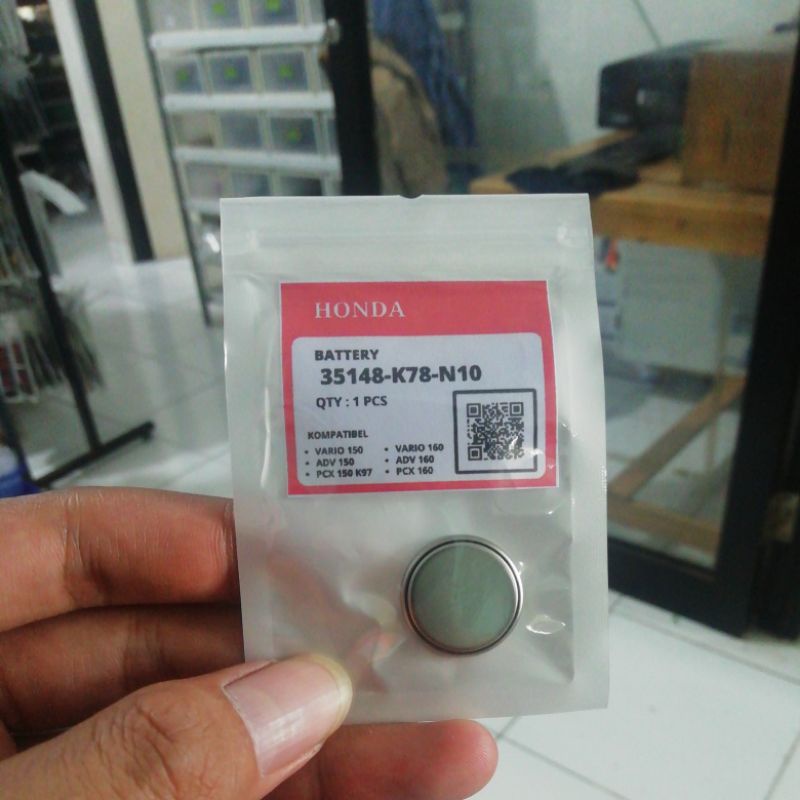 HONDA
BATTERY
35148-K78-N10
QTY : 1 PCS
KOMPATIBEL
• VARIO 150 • VARIO 160
• ADV 150 • ADV 160
• PCX 150 K97 • PCX 160